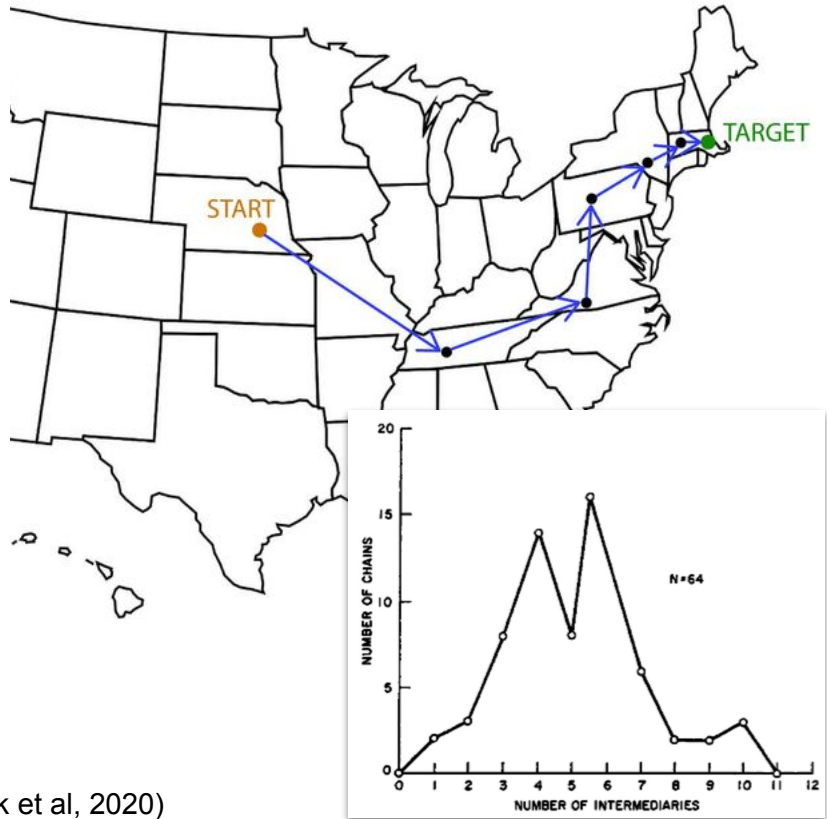 TARGET
START
20
15
10
5
0
NUMBER OF CHAINS
N=64
0 1 2 3 4 5 6 7 8 9 10 11 12
NUMBER OF INTERMEDIARIES
k et al, 2020)